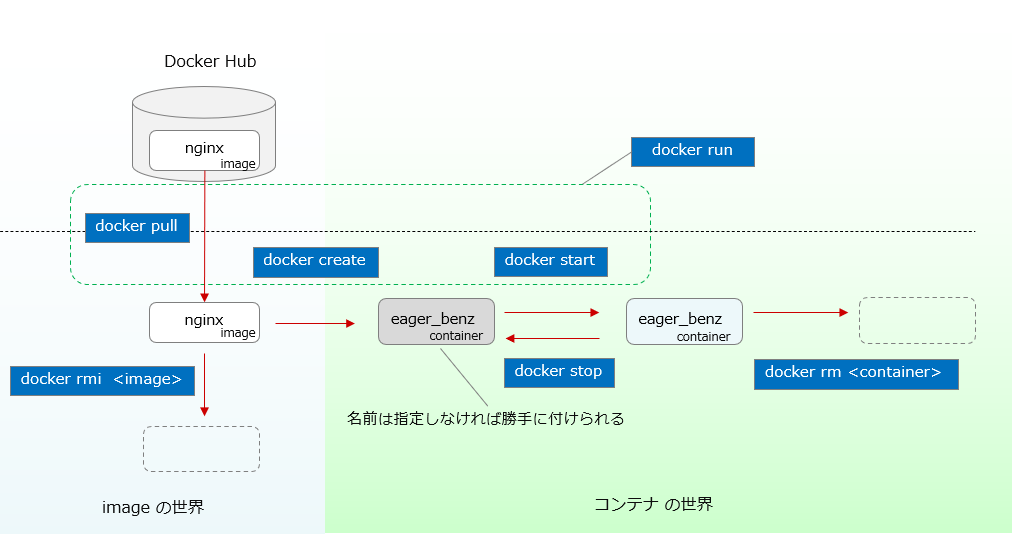 Docker Hub
nginx
image
docker run
docker pull
docker create
docker start
nginx
image
eager_benz
container
eager_benz
container
docker stop
docker rmi <image>
docker rm <container>
名前は指定しなければ勝手に付けられる
image の世界
コンテナ の世界